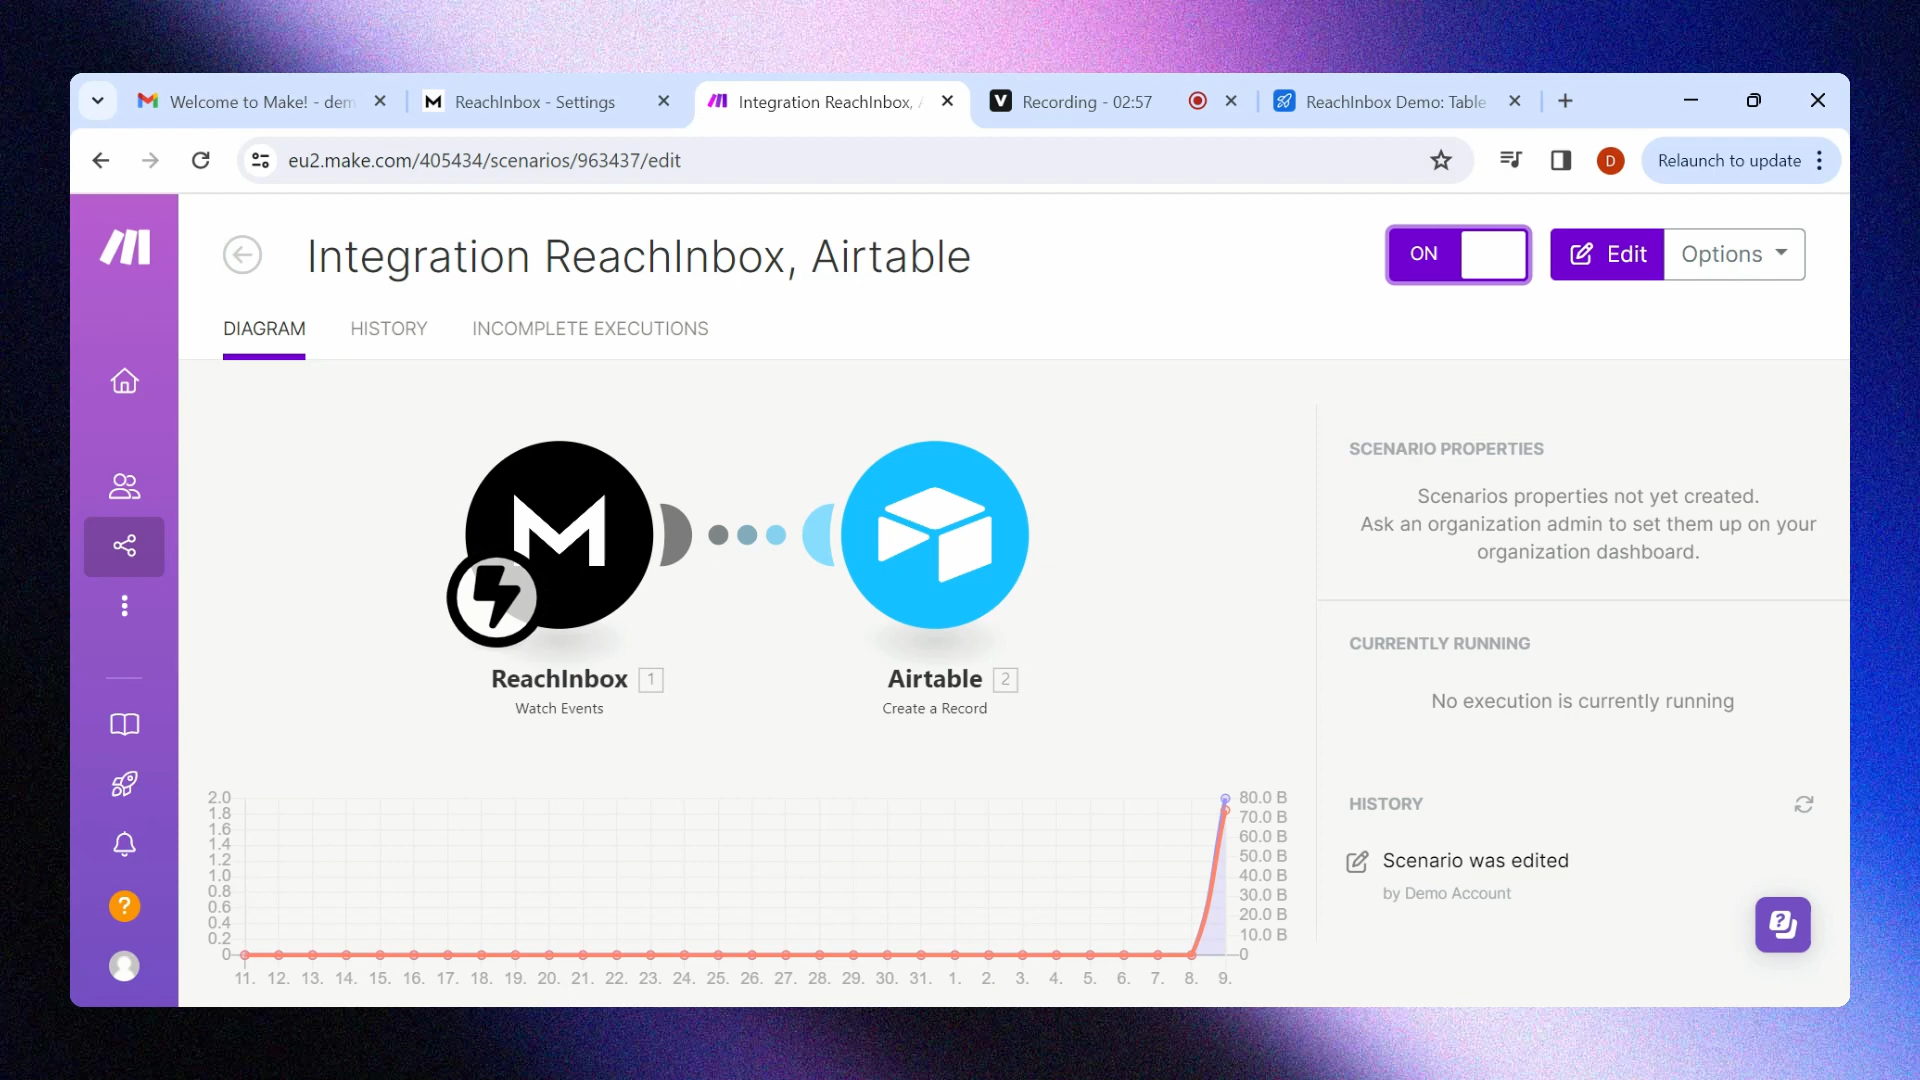 Welcome to Make! - dem
ReachInbox - Settings
Integration ReachInbox, A
Recording - 02:57
ReachInbox Demo: Table
eu2.make.com/405434/scenarios/963437/edit
D
Relaunch to update
Integration ReachInbox, Airtable
ON
Edit
Options
DIAGRAM
HISTORY
INCOMPLETE EXECUTIONS
ReachInbox 1
Watch Events
Airtable 2
Create a Record
SCENARIO PROPERTIES
Scenarios properties not yet created.
Ask an organization admin to set them up on your
organization dashboard.
CURRENTLY RUNNING
No execution is currently running
HISTORY
Scenario was edited
by Demo Account
2.0
1.8
1.6
1.4
1.2
1.0
0.8
0.6
0.4
0.2
0
80.0 B
70.0 B
60.0 B
50.0 B
40.0 B
30.0 B
20.0 B
10.0 B
0
11. 12. 13. 14. 15. 16. 17. 18. 19. 20. 21. 22. 23. 24. 25. 26. 27. 28. 29. 30. 31. 1. 2. 3. 4. 5. 6. 7. 8. 9.